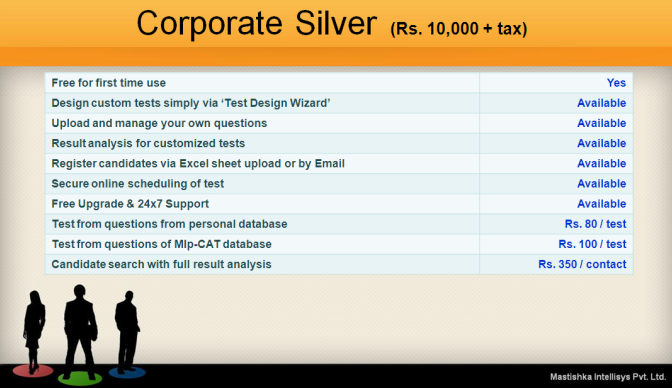 Corporate Silver (Rs. 10,000 + tax)
Free for first time use Yes
Design custom tests simply via ‘Test Design Wizard’ Available
Upload and manage your own questions Available
Result analysis for customized tests Available
Register candidates via Excel sheet upload or by Email Available
Secure online scheduling of test Available
Free Upgrade & 24x7 Support Available
Test from questions from personal database Rs. 80 / test
Test from questions of Mlp-CAT database Rs. 100 / test
Candidate search with full result analysis Rs. 350 / contact
Mastishka Intellisys Pvt. Ltd.